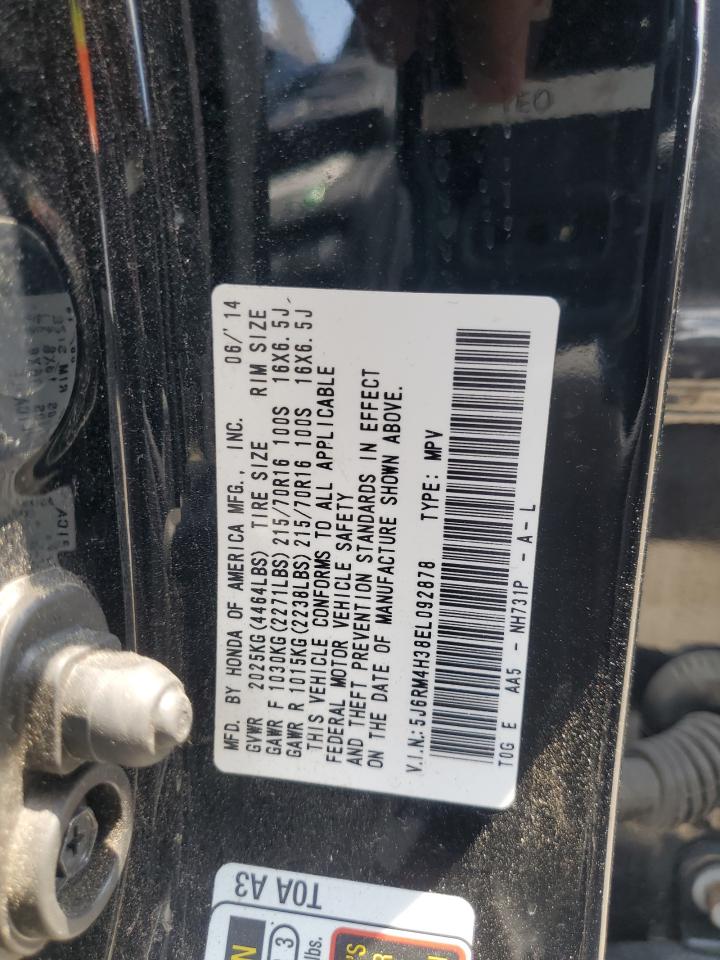 MFD. BY HONDA OF AMERICA MFG., INC. 06/'14
GVWR 2025KG(4464LBS) TIRE SIZE RIM SIZE
GAWR F 1030KG(2271LBS)215/70R16 100S 16X6.5J,
GAWR R 1015KG(2238LBS)215/70R16 100S 16X6.5J
THIS VEHICLE CONFORMS TO ALL APPLICABLE
FEDERAL MOTOR VEHICLE SAFETY
AND THEFT PREVENTION STANDARDS IN EFFECT
ON THE DATE OF MANUFACTURE SHOWN ABOVE.
V.I.N:5J6RM4H38EL092878 TYPE: MPV
T0G E AA5 - NH731P - A - L
T0A A3
3
lbs.